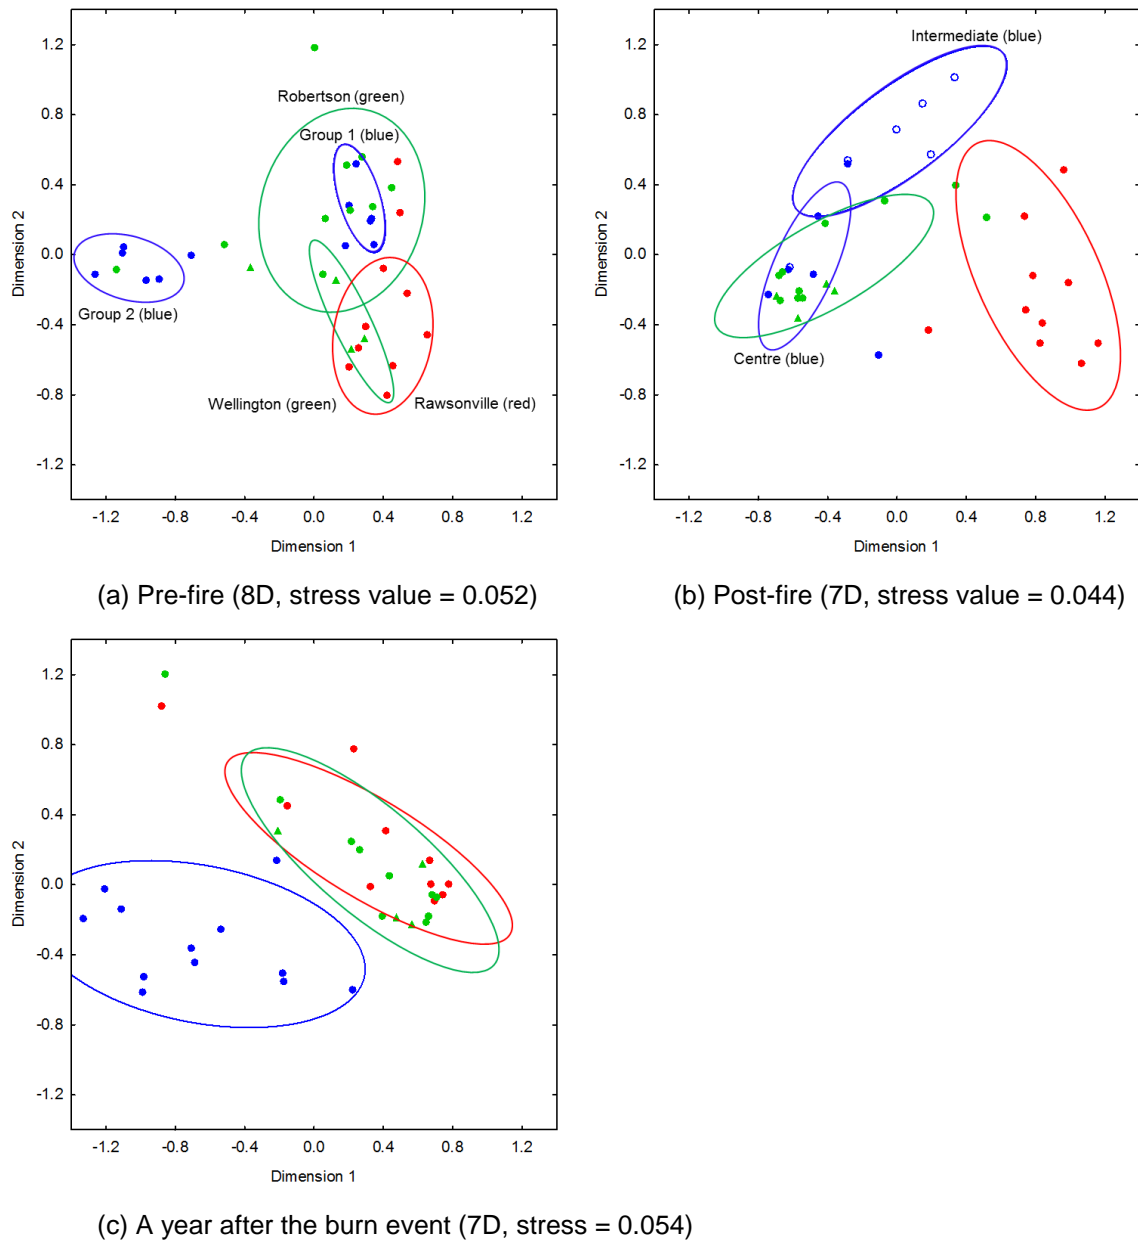 1.2
0.8
0.4
0.0
-0.4
-0.8
-1.2
Dimension 2
Robertson (green)
Group 1 (blue)
Group 2 (blue)
Wellington (green)
Rawsonville (red)
-1.2 -0.8 -0.4 0.0 0.4 0.8 1.2
Dimension 1
(a) Pre-fire (8D, stress value = 0.052)
1.2
0.8
0.4
0.0
-0.4
-0.8
-1.2
Dimension 2
Intermediate (blue)
Centre (blue)
-1.2 -0.8 -0.4 0.0 0.4 0.8 1.2
Dimension 1
(b) Post-fire (7D, stress value = 0.044)
1.2
0.8
0.4
0.0
-0.4
-0.8
-1.2
Dimension 2
-1.2 -0.8 -0.4 0.0 0.4 0.8 1.2
Dimension 1
(c) A year after the burn event (7D, stress = 0.054)